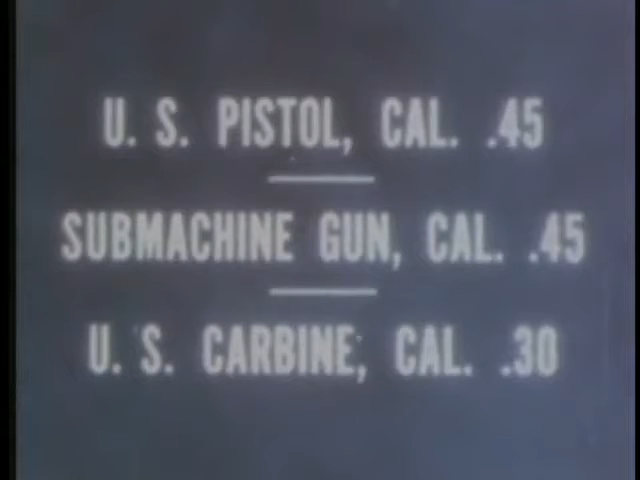 U. S. PISTOL, CAL. .45
SUBMACHINE GUN, CAL. .45
U. S. CARBINE, CAL. .30